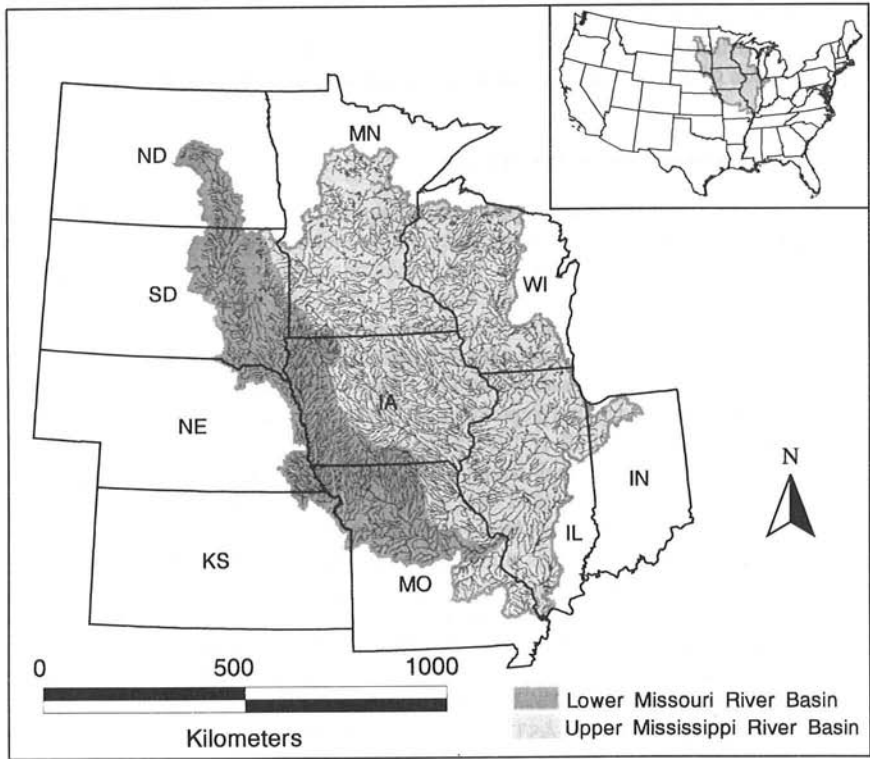 MN
ND
WI
SD
IA
NE
N
IN
IL
KS
MO
0 500 1000
Kilometers
Lower Missouri River Basin
Upper Mississippi River Basin